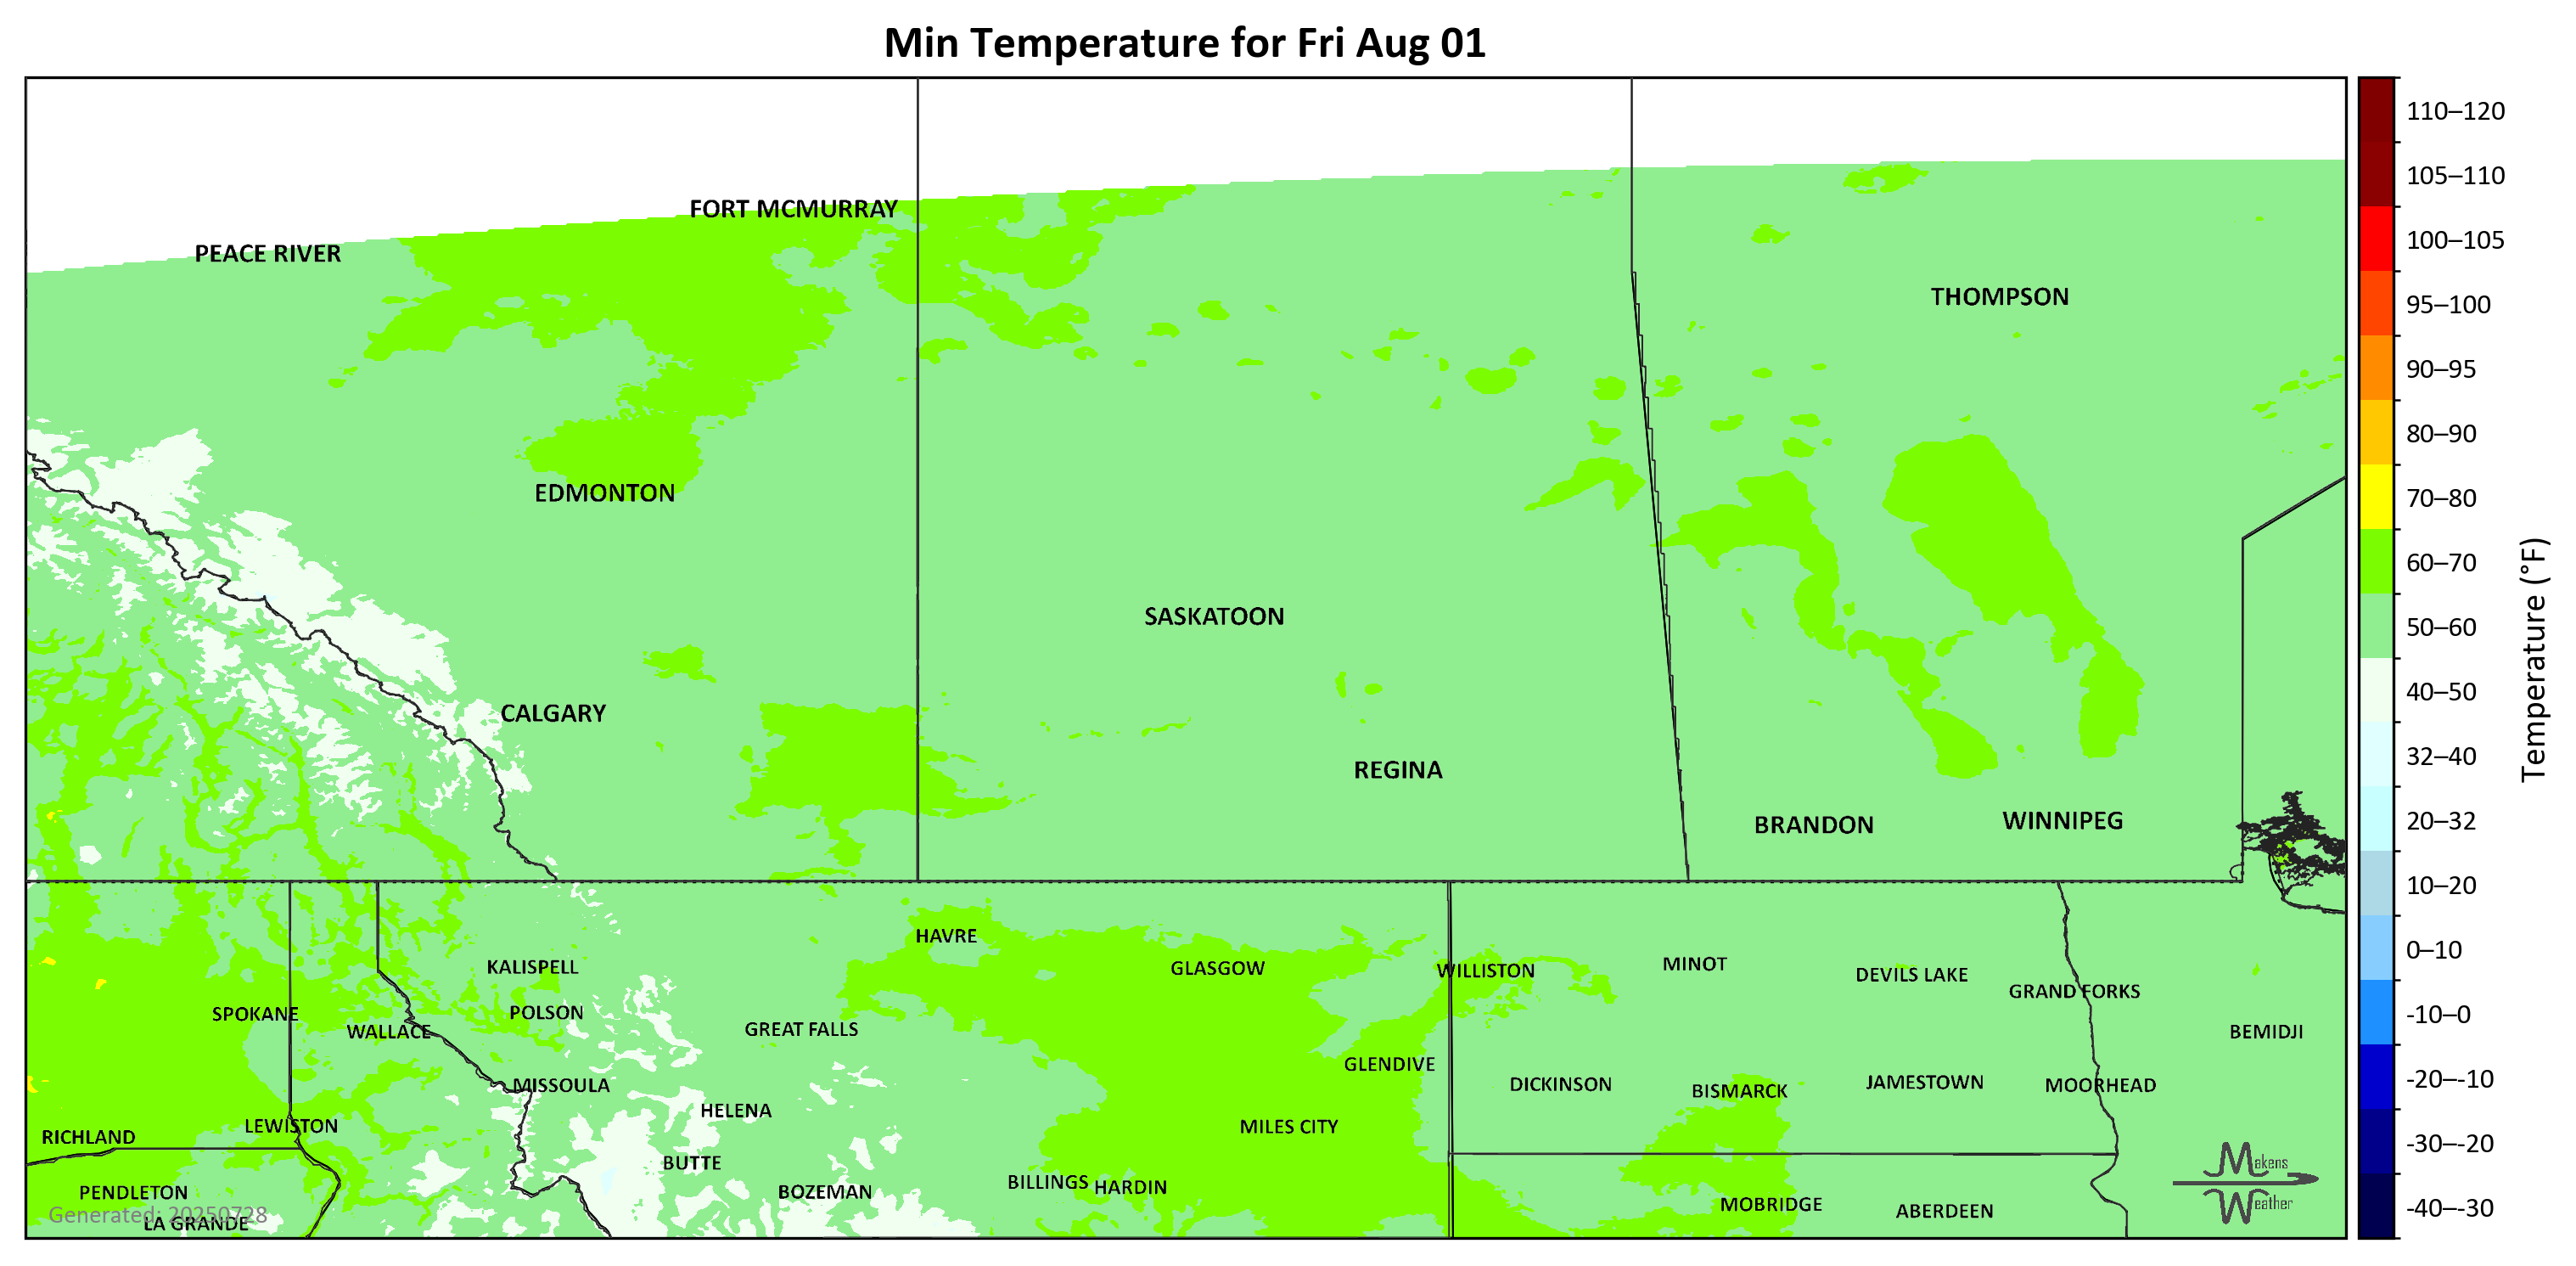 Min Temperature for Fri Aug 01
110–120
105–110
100–105
95–100
90–95
80–90
70–80
60–70
50–60
40–50
32–40
20–32
10–20
0–10
-10–0
-20–-10
-30–-20
-40–-30
Temperature (°F)
FORT MCMURRAY
PEACE RIVER
THOMPSON
EDMONTON
SASKATOON
CALGARY
REGINA
BRANDON
WINNIPEG
HAVRE
KALISPELL
GLASGOW
WILLISTON
MINOT
DEVILS LAKE
GRAND FORKS
SPOKANE
POLSON
WALLACE
GREAT FALLS
BEMIDJI
GLENDIVE
MISSOULA
DICKINSON
BISMARCK
JAMESTOWN
MOORHEAD
HELENA
LEWISTON
MILES CITY
RICHLAND
BUTTE
PENDLETON
BOZEMAN
BILLINGS
HARDIN
MOBRIDGE
ABERDEEN
LA GRANDE
Generated: 20250728
Makens
Weather